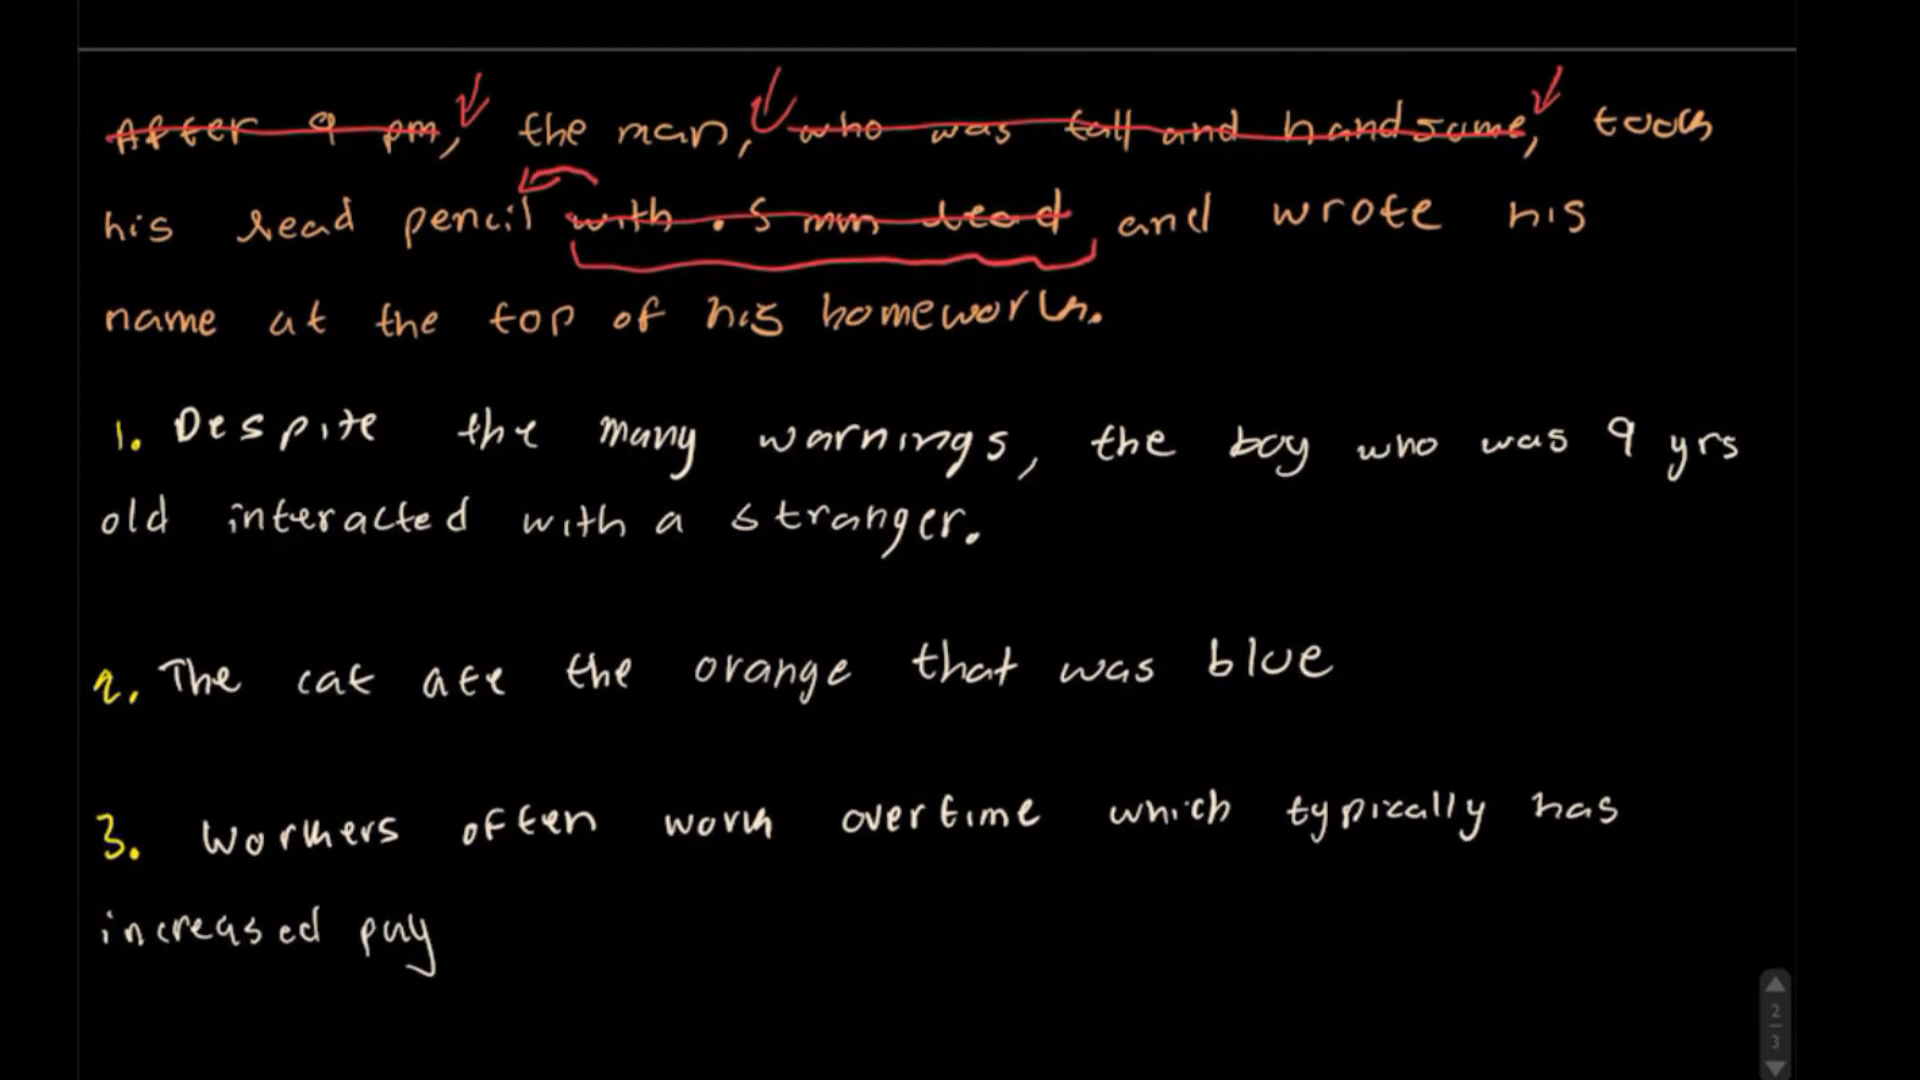 After 9 pm, the man, who was tall and handsome, took
his lead pencil with .5 mm lead and wrote his
name at the top of his homework.
1. Despite the many warnings, the boy who was 9 yrs
old interacted with a stranger.
2. The cat ate the orange that was blue
3. Workers often work overtime which typically has
increased pay
2
3